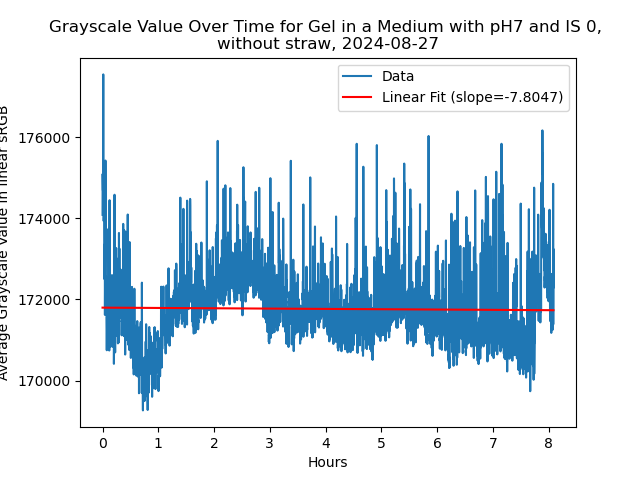 Grayscale Value Over Time for Gel in a Medium with pH7 and IS 0,
without straw, 2024-08-27
Data
Linear Fit (slope=-7.8047)
Average Grayscale Value in linear sRGB
176000
174000
172000
170000
0 1 2 3 4 5 6 7 8
Hours